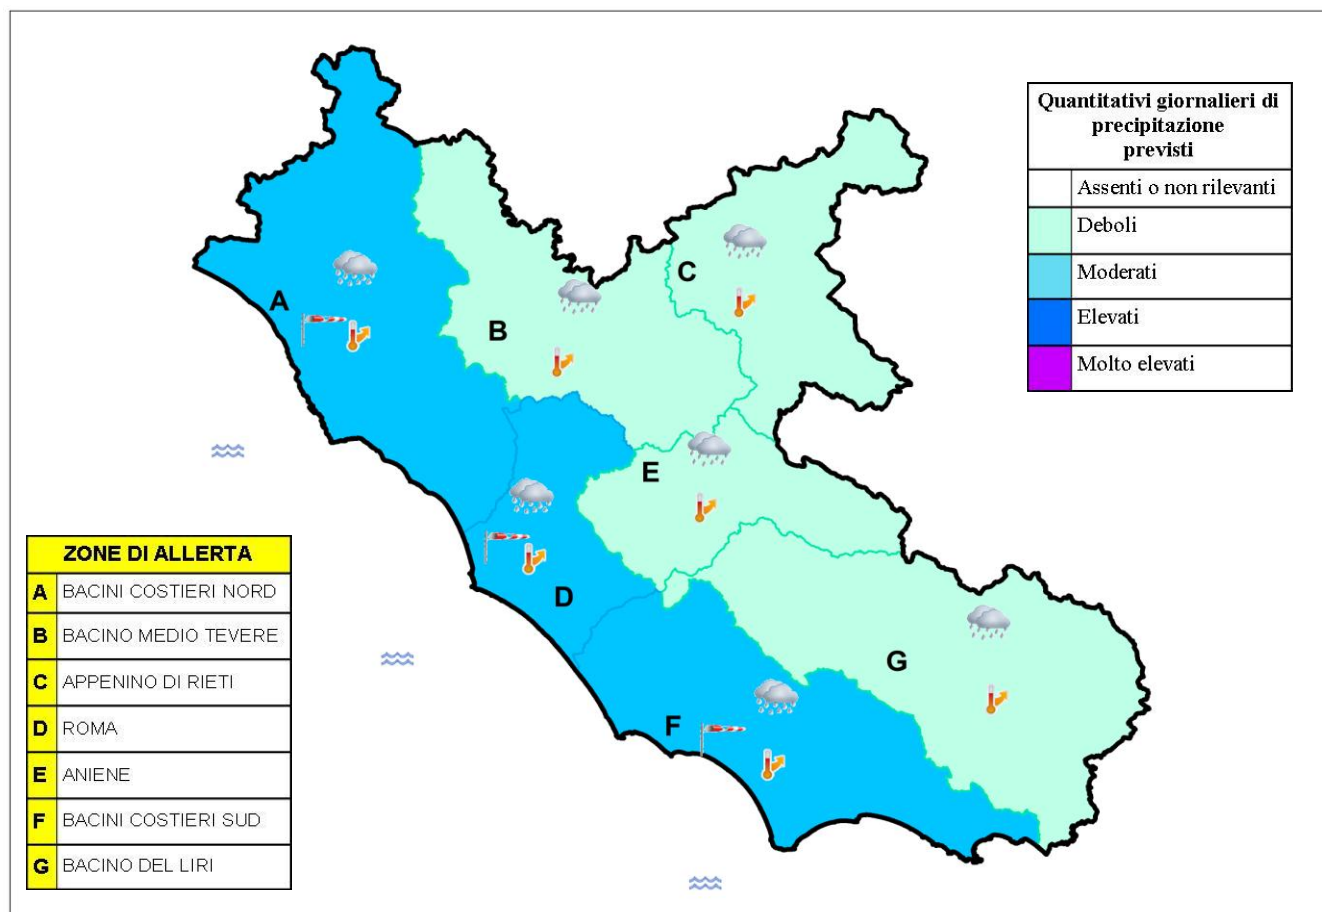 Quantitativi giornalieri di
precipitazione
previsti
Assenti o non rilevanti
Deboli
Moderati
Elevati
Molto elevati
A
B
C
E
D
F
G
ZONE DI ALLERTA
A BACINI COSTIERI NORD
B BACINO MEDIO TEVERE
C APPENINO DI RIETI
D ROMA
E ANIENE
F BACINI COSTIERI SUD
G BACINO DEL LIRI